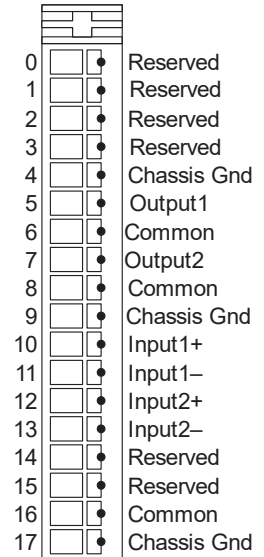 0 Reserved
1 Reserved
2 Reserved
3 Reserved
4 Chassis Gnd
5 Output1
6 Common
7 Output2
8 Common
9 Chassis Gnd
10 Input1+
11 Input1–
12 Input2+
13 Input2–
14 Reserved
15 Reserved
16 Common
17 Chassis Gnd